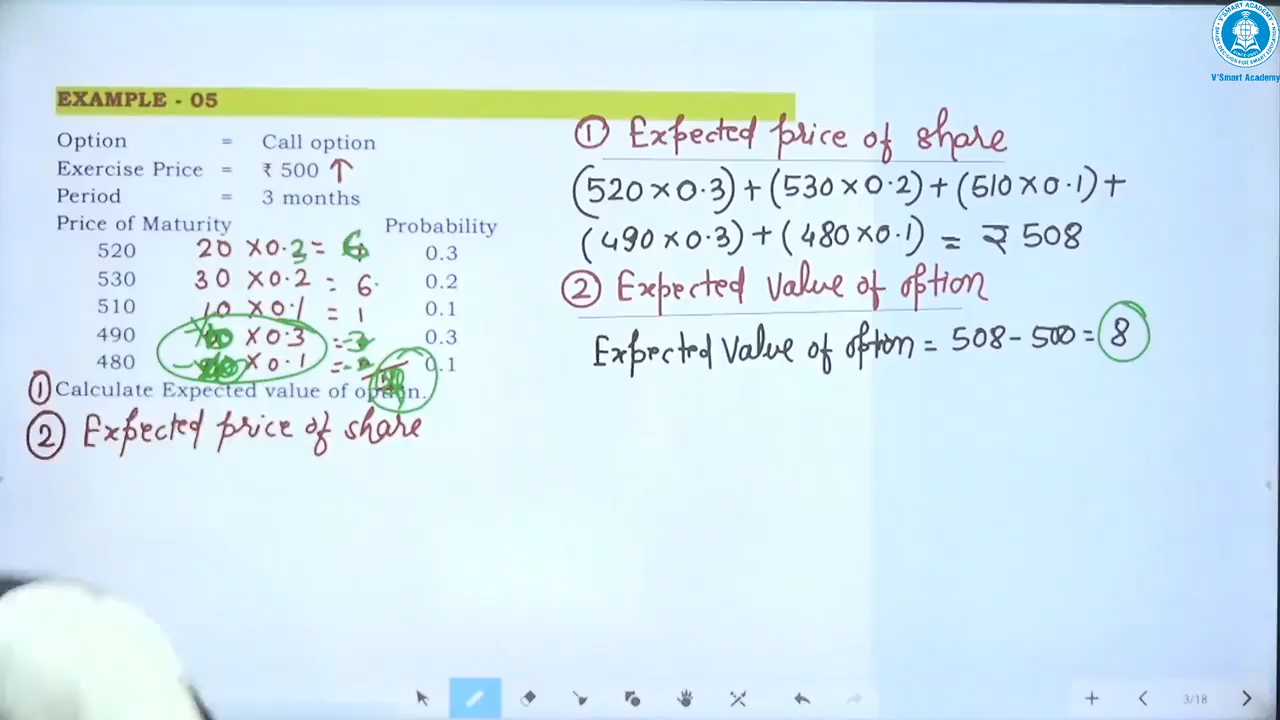 V'SMART ACADEMY
V'Smart Academy
EXAMPLE - 05
Option = Call option
Exercise Price = ₹ 500 ↑
Period = 3 months
Price of Maturity Probability
520 20 × 0.3 = 6 0.3
530 30 × 0.2 = 6 0.2
510 10 × 0.1 = 1 0.1
490 × 0.3 = -3 0.3
480 × 0.1 = 0.1
① Calculate Expected value of option.
② Expected price of share
① Expected price of share
(520 × 0.3) + (530 × 0.2) + (510 × 0.1) +
(490 × 0.3) + (480 × 0.1) = ₹ 508
② Expected Value of option
Expected Value of option = 508 - 500 = 8
3/18